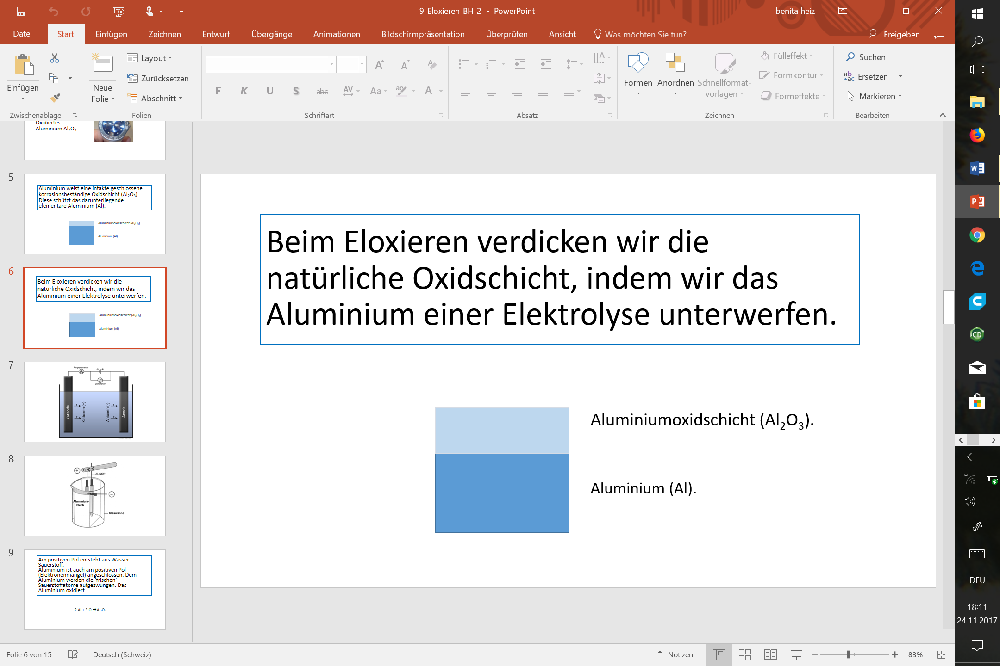 9_Eloxieren_BH_2 - PowerPoint
benita heiz
Datei
Start
Einfügen
Zeichnen
Entwurf
Übergänge
Animationen
Bildschirmpräsentation
Überprüfen
Ansicht
Was möchten Sie tun?
Freigeben
Einfügen
Zwischenablage
Neue
Folie
Layout
Zurücksetzen
Abschnitt
Folien
F K U S abc AV Aa A
Schriftart
Absatz
Formen
Anordnen
Schnellformat-
vorlagen
Fülleffekt
Formkontur
Formeffekte
Zeichnen
Suchen
Ersetzen
Markieren
Bearbeiten
Oxidiertes
Aluminium Al₂O₃
5
Aluminium weist eine intakte geschlossene
korrosionsbeständige Oxidschicht (Al₂O₃).
Diese schützt das darunterliegende
elementare Aluminium (Al).
Aluminiumoxidschicht (Al₂O₃).
Aluminium (Al).
6
Beim Eloxieren verdicken wir die
natürliche Oxidschicht, indem wir das
Aluminium einer Elektrolyse unterwerfen.
Aluminiumoxidschicht (Al₂O₃).
Aluminium (Al).
7
Amperemeter
A
Voltmeter
Kathode
Kationen (+)
Anionen (-)
Anode
8
Al-Stift
Aluminium-
blech
Glaswanne
9
Am positiven Pol entsteht aus Wasser
Sauerstoff.
Aluminium ist auch am positiven Pol
(Elektronenmangel) angeschlossen. Dem
Aluminium werden die 'frischen'
Sauerstoffatome aufgezwungen. Das
Aluminium oxidiert.
2 Al + 3 O → Al₂O₃
Beim Eloxieren verdicken wir die
natürliche Oxidschicht, indem wir das
Aluminium einer Elektrolyse unterwerfen.
Aluminiumoxidschicht (Al₂O₃).
Aluminium (Al).
Folie 6 von 15
Deutsch (Schweiz)
Notizen
83%
DEU
18:11
24.11.2017